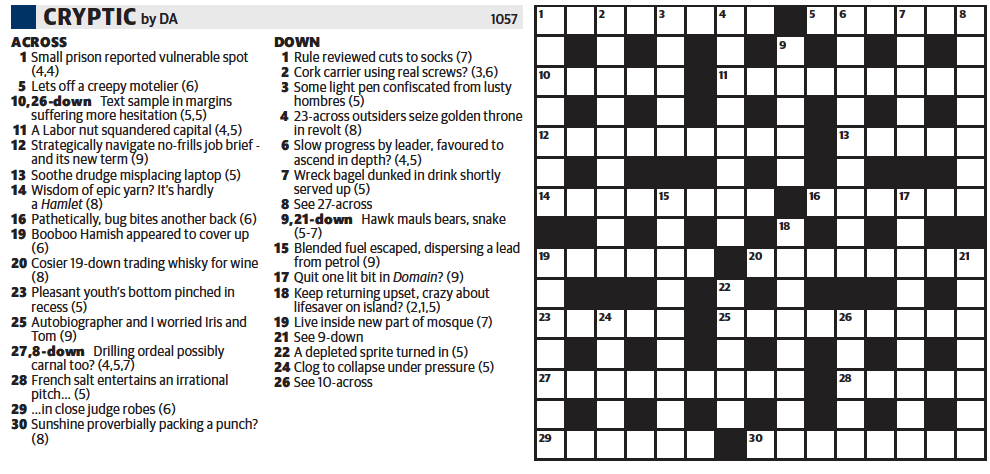 CRYPTIC by DA
1057
ACROSS
1 Small prison reported vulnerable spot
(4,4)
5 Lets off a creepy motelier (6)
10,26-down Text sample in margins
suffering more hesitation (5,5)
11 A Labor nut squandered capital (4,5)
12 Strategically navigate no-frills job brief -
and its new term (9)
13 Soothe drudge misplacing laptop (5)
14 Wisdom of epic yarn? It's hardly
a Hamlet (8)
16 Pathetically, bug bites another back (6)
19 Booboo Hamish appeared to cover up
(6)
20 Cosier 19-down trading whisky for wine
(8)
23 Pleasant youth's bottom pinched in
recess (5)
25 Autobiographer and I worried Iris and
Tom (9)
27,8-down Drilling ordeal possibly
carnal too? (4,5,7)
28 French salt entertains an irrational
pitch... (5)
29 ...in close judge robes (6)
30 Sunshine proverbially packing a punch?
(8)
DOWN
1 Rule reviewed cuts to socks (7)
2 Cork carrier using real screws? (3,6)
3 Some light pen confiscated from lusty
hombres (5)
4 23-across outsiders seize golden throne
in revolt (8)
6 Slow progress by leader, favoured to
ascend in depth? (4,5)
7 Wreck bagel dunked in drink shortly
served up (5)
8 See 27-across
9,21-down Hawk mauls bears, snake
(5-7)
15 Blended fuel escaped, dispersing a lead
from petrol (9)
17 Quit one lit bit in Domain? (9)
18 Keep returning upset, crazy about
lifesaver on island? (2,1,5)
19 Live inside new part of mosque (7)
21 See 9-down
22 A depleted sprite turned in (5)
24 Clog to collapse under pressure (5)
26 See 10-across
1 2 3 4 5 6 7 8
9
10 11
12 13
14 15 16 17
18
19 20 21
22
23 24 25 26
27 28
29 30